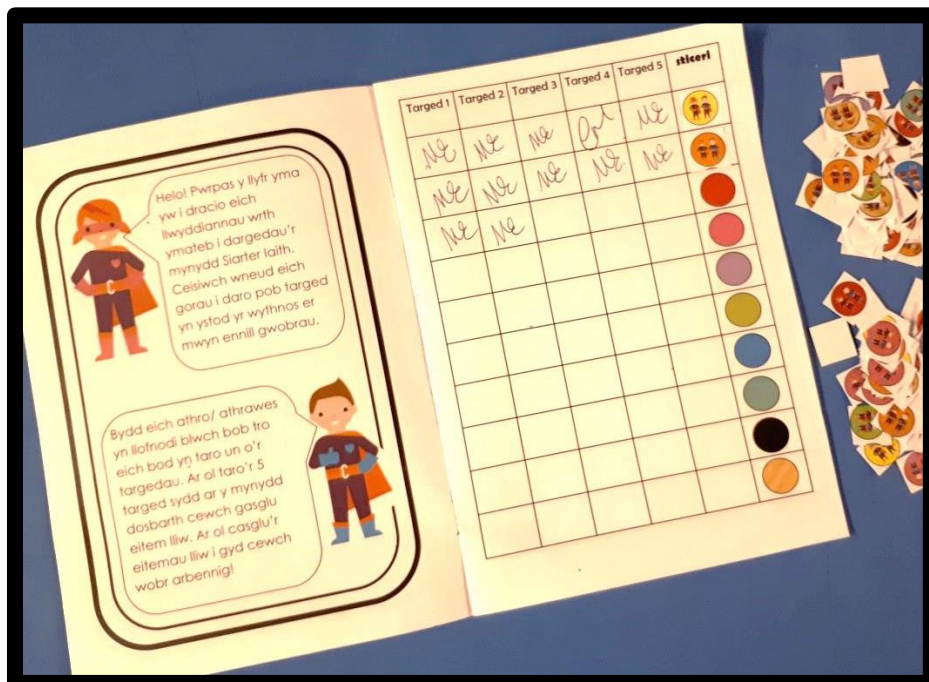 Helo! Pwrpas y llyfr yma
yw i dracio eich
llwyddiannau wrth
ymateb i dargedau'r
mynydd Siarter Iaith.
Ceisiwch wneud eich
gorau i daro pob targed
yn ystod yr wythnos er
mwyn ennill gwobrau.
Bydd eich athro/ athrawes
yn llofnodi blwch bob tro
eich bod yn taro un o'r
targedau. Ar ol taro'r 5
targed sydd ar y mynydd
dosbarth cewch gasglu
eitem lliw. Ar ol casglu'r
eitemau lliw i gyd cewch
wobr arbennig!
Targed 1 Targed 2 Targed 3 Targed 4 Targed 5 sticeri